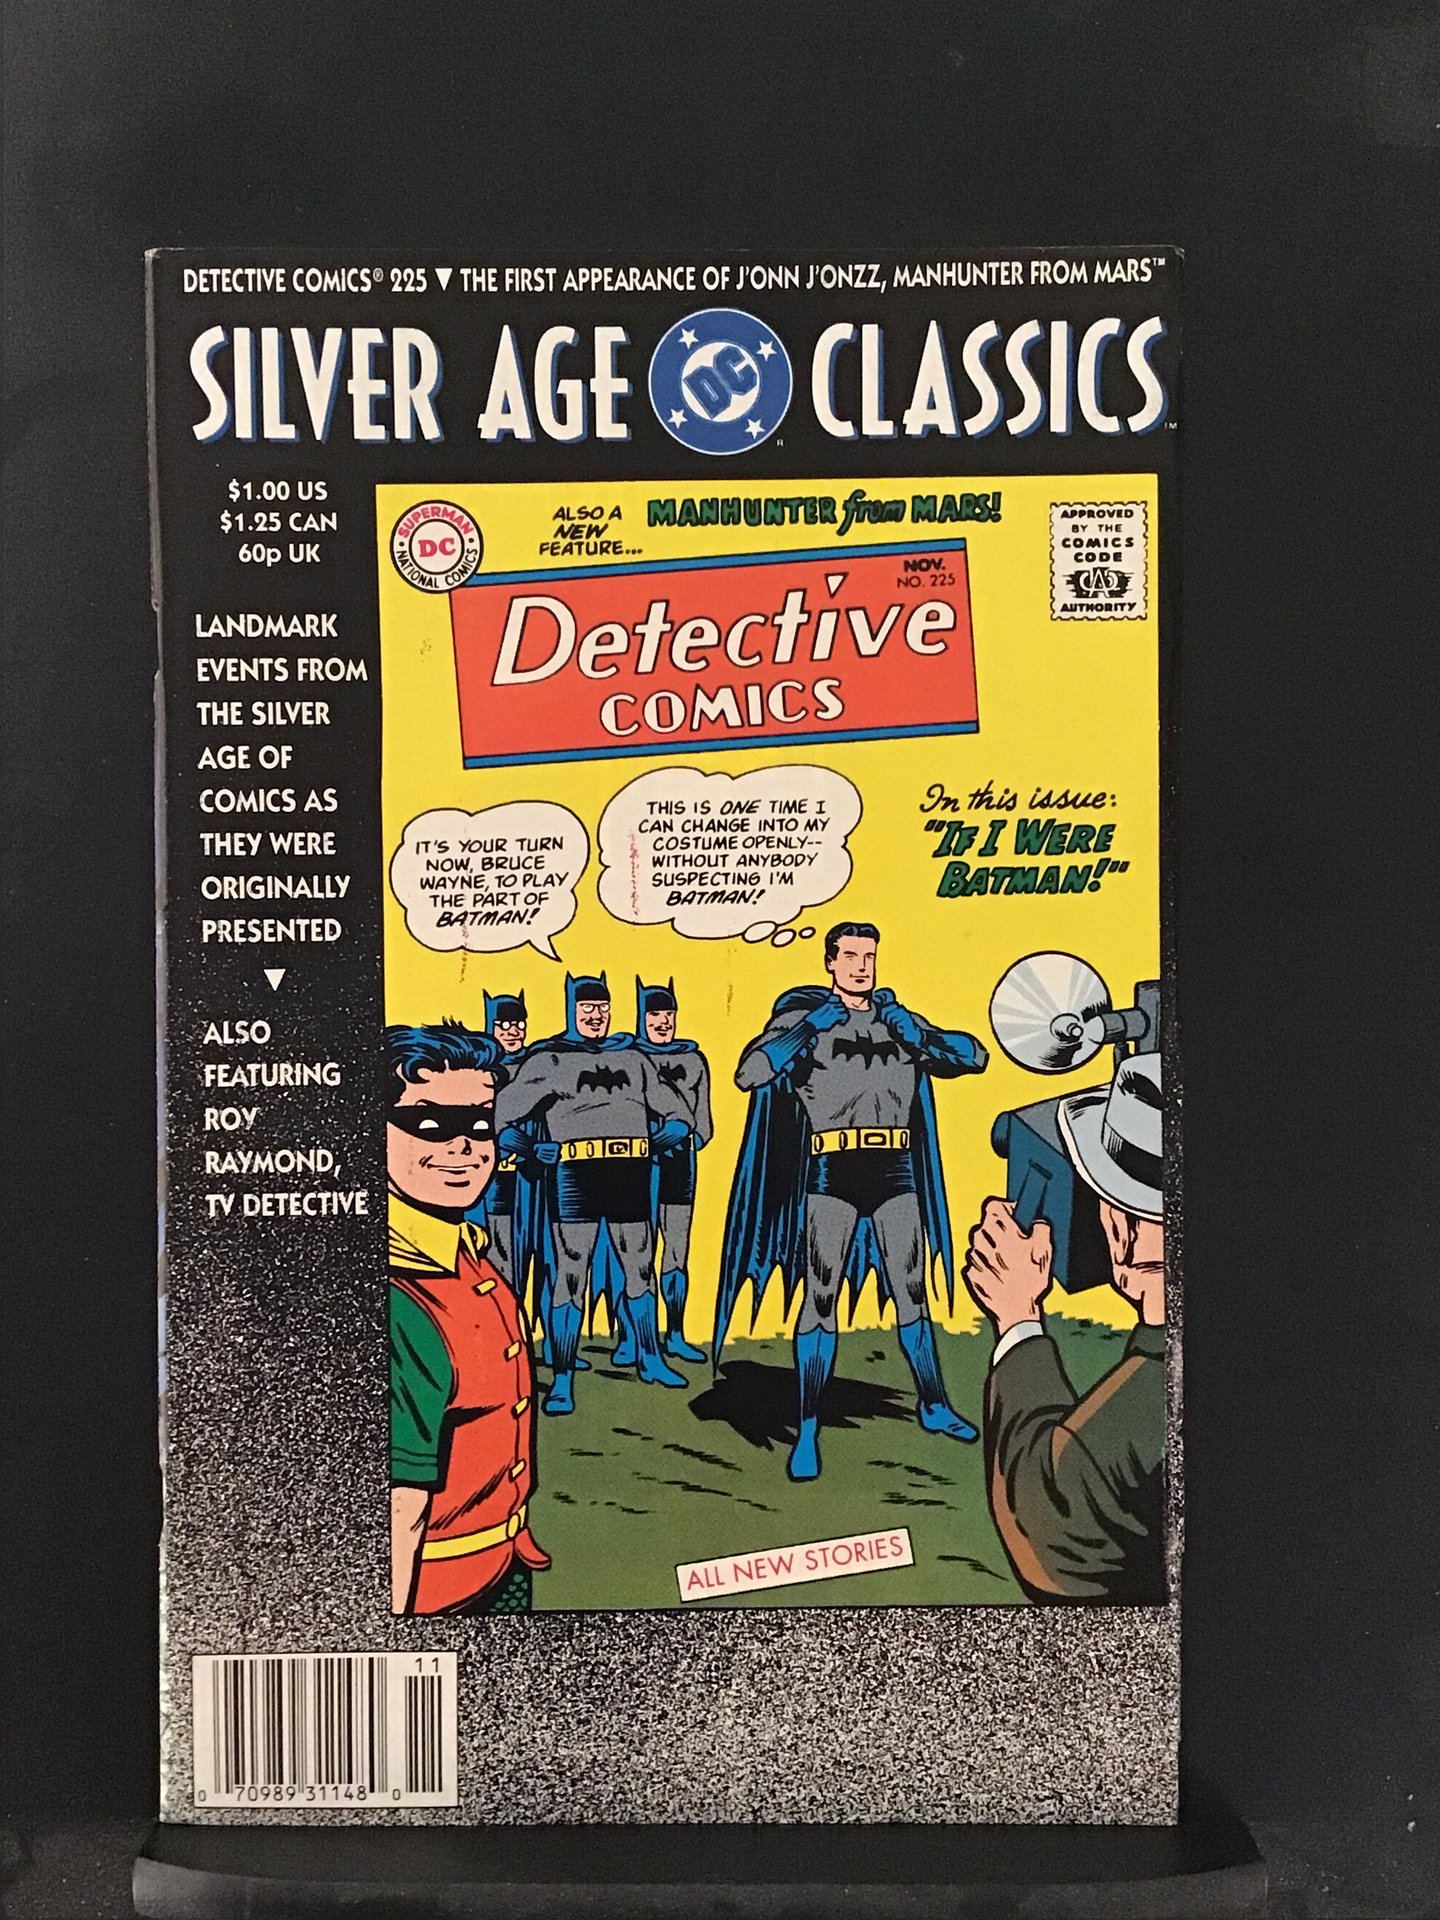 DETECTIVE COMICS® 225 ▼ THE FIRST APPEARANCE OF J'ONN J'ONZZ, MANHUNTER FROM MARS™
SILVER AGE DC CLASSICS™
R
$1.00 US
$1.25 CAN
60p UK
LANDMARK
EVENTS FROM
THE SILVER
AGE OF
COMICS AS
THEY WERE
ORIGINALLY
PRESENTED
▼
ALSO
FEATURING
ROY
RAYMOND,
TV DETECTIVE
SUPERMAN
DC
NATIONAL COMICS
ALSO A
NEW
FEATURE...
MANHUNTER from MARS!
APPROVED
BY THE
COMICS
CODE
CA
AUTHORITY
NOV.
NO. 225
Detective
COMICS
IT'S YOUR TURN
NOW, BRUCE
WAYNE, TO PLAY
THE PART OF
BATMAN!
THIS IS ONE TIME I
CAN CHANGE INTO MY
COSTUME OPENLY--
WITHOUT ANYBODY
SUSPECTING I'M
BATMAN!
In this issue:
"IF I WERE
BATMAN!"
ALL NEW STORIES
11
0 70989 31148 0